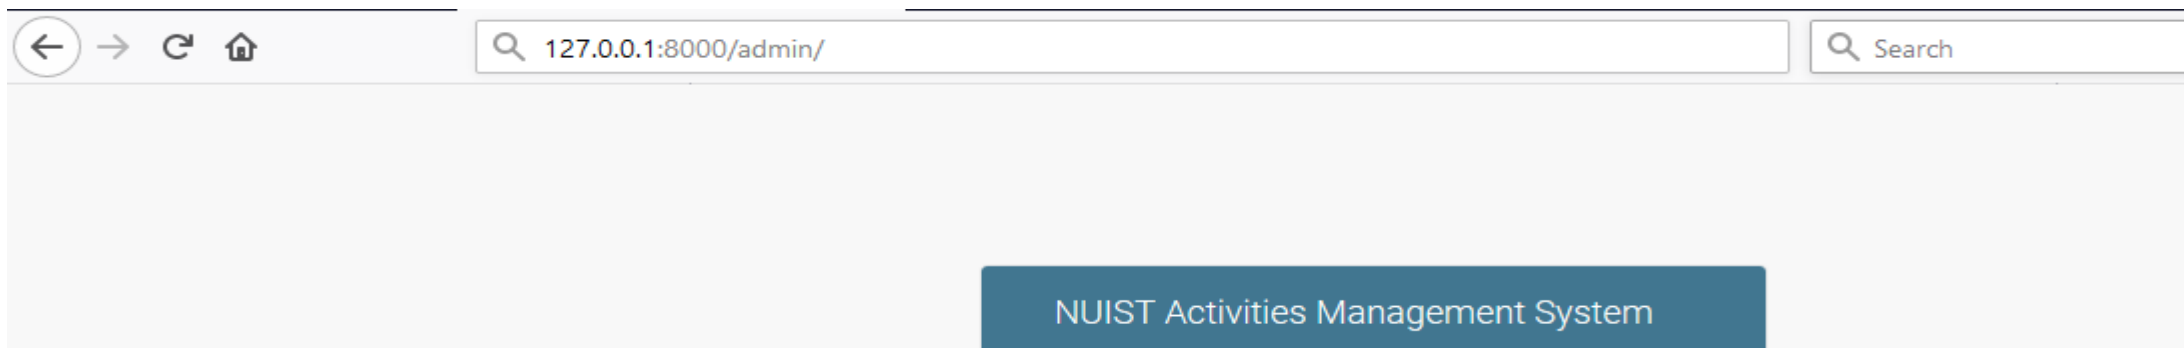 127.0.0.1:8000/admin/
Search
NUIST Activities Management System